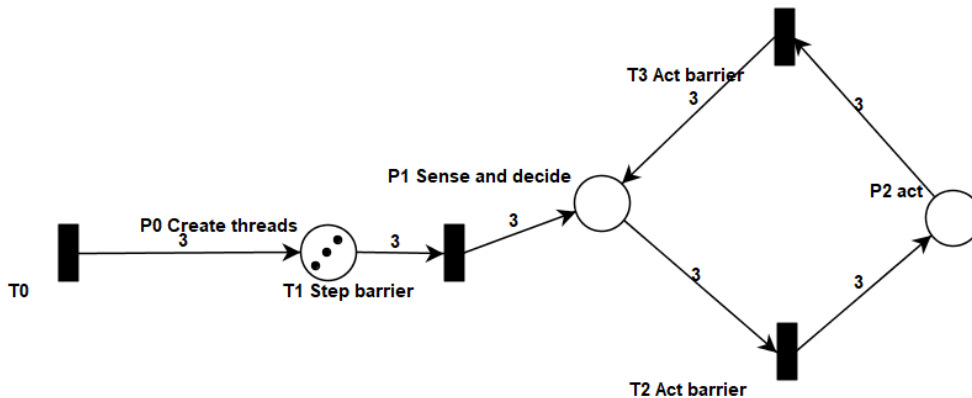 T3 Act barrier
3
3
P1 Sense and decide
P2 act
P0 Create threads
3
3
3
T0
T1 Step barrier
3
3
T2 Act barrier